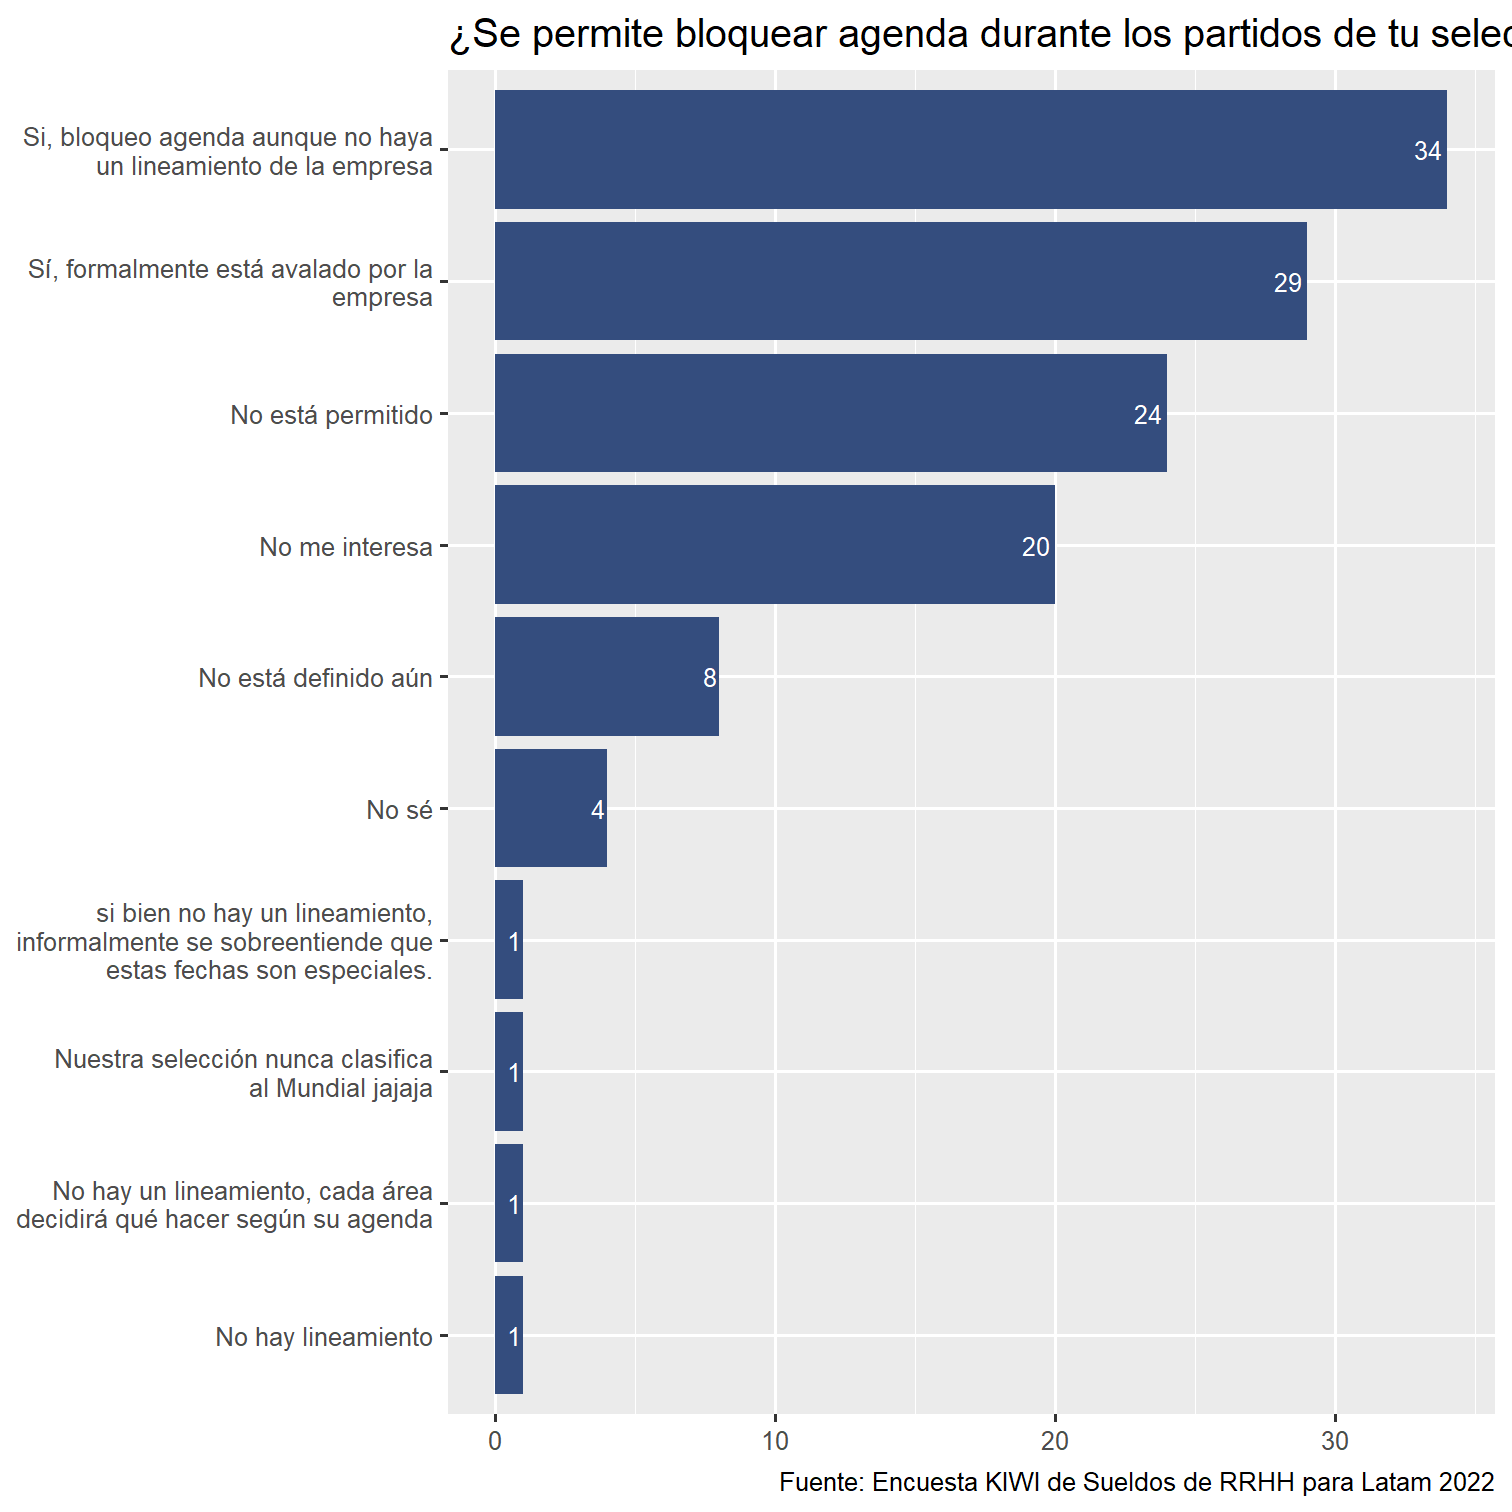 ¿Se permite bloquear agenda durante los partidos de tu selec
Si, bloqueo agenda aunque no haya
un lineamiento de la empresa
34
Sí, formalmente está avalado por la
empresa
29
No está permitido
24
No me interesa
20
No está definido aún
8
No sé
4
si bien no hay un lineamiento,
informalmente se sobreentiende que
estas fechas son especiales.
1
Nuestra selección nunca clasifica
al Mundial jajaja
1
No hay un lineamiento, cada área
decidirá qué hacer según su agenda
1
No hay lineamiento
1
0 10 20 30
Fuente: Encuesta KIWI de Sueldos de RRHH para Latam 2022